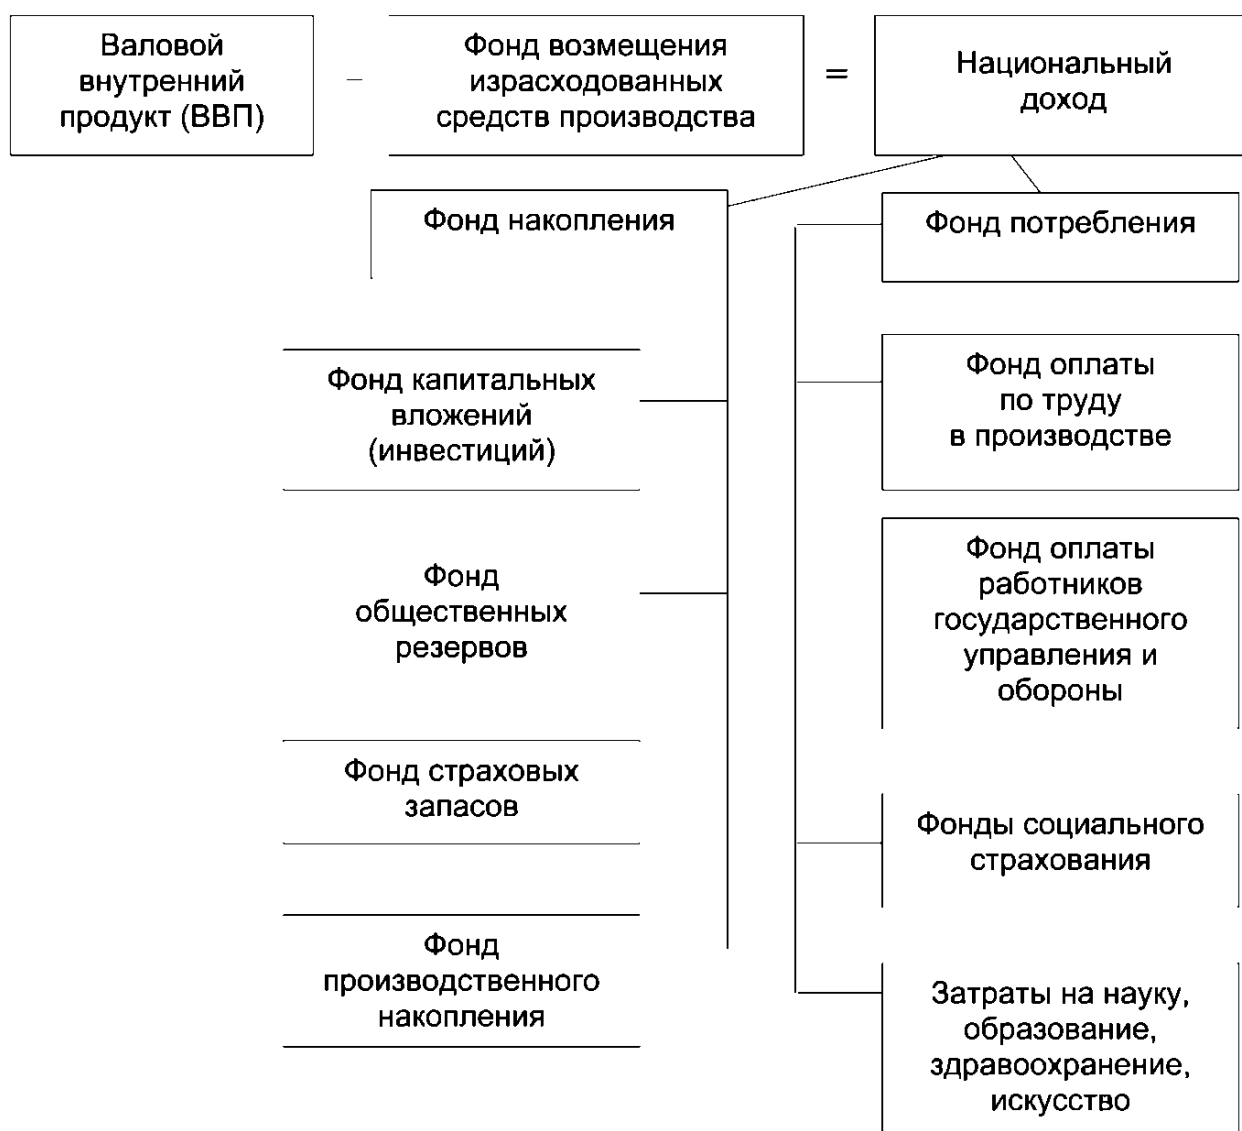 Валовой
внутренний
продукт (ВВП)
–
Фонд возмещения
израсходованных
средств производства
=
Национальный
доход
Фонд накопления
Фонд капитальных
вложений
(инвестиций)
Фонд
общественных
резервов
Фонд страховых
запасов
Фонд
производственного
накопления
Фонд потребления
Фонд оплаты
по труду
в производстве
Фонд оплаты
работников
государственного
управления и
обороны
Фонды социального
страхования
Затраты на науку,
образование,
здравоохранение,
искусство